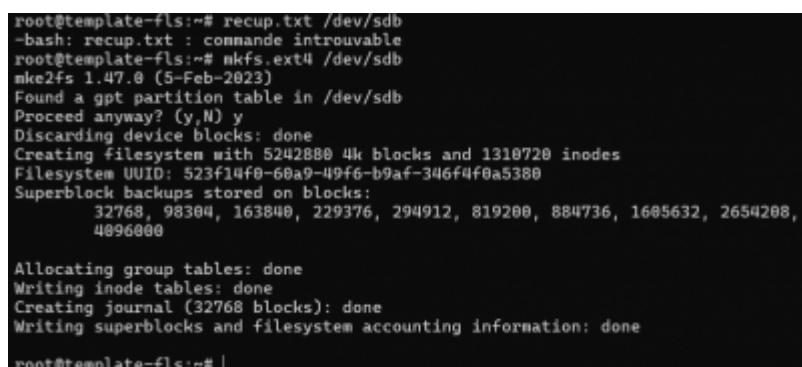 root@template-fls:~# recup.txt /dev/sdb
-bash: recup.txt : commande introuvable
root@template-fls:~# mkfs.ext4 /dev/sdb
mke2fs 1.47.0 (5-Feb-2023)
Found a gpt partition table in /dev/sdb
Proceed anyway? (y,N) y
Discarding device blocks: done
Creating filesystem with 5242880 4k blocks and 1310720 inodes
Filesystem UUID: 523f14f0-60a9-49f6-b9af-346f4f0a5380
Superblock backups stored on blocks:
32768, 98304, 163840, 229376, 294912, 819200, 884736, 1605632, 2654208,
4096000
Allocating group tables: done
Writing inode tables: done
Creating journal (32768 blocks): done
Writing superblocks and filesystem accounting information: done
root@template-fls:~#